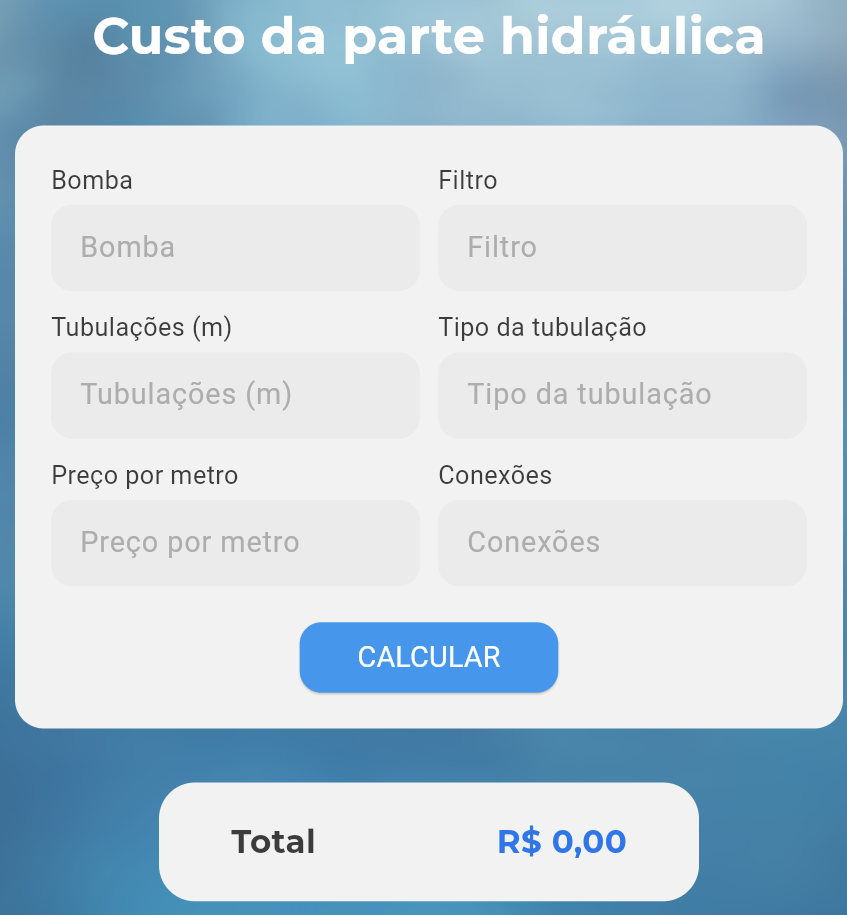 Custo da parte hidráulica
Bomba
Filtro
Bomba
Filtro
Tubulações (m)
Tipo da tubulação
Tubulações (m)
Tipo da tubulação
Preço por metro
Conexões
Preço por metro
Conexões
CALCULAR
Total
R$ 0,00